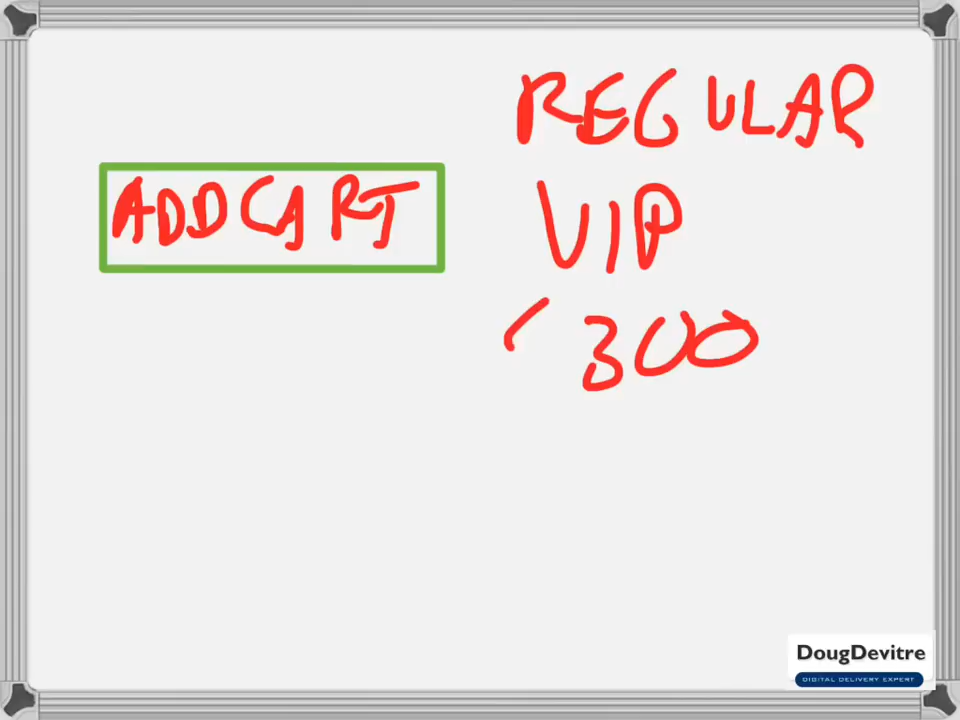 REGULAR
ADDCART
VIP
300
DougDevitre
DIGITAL DELIVERY EXPERT